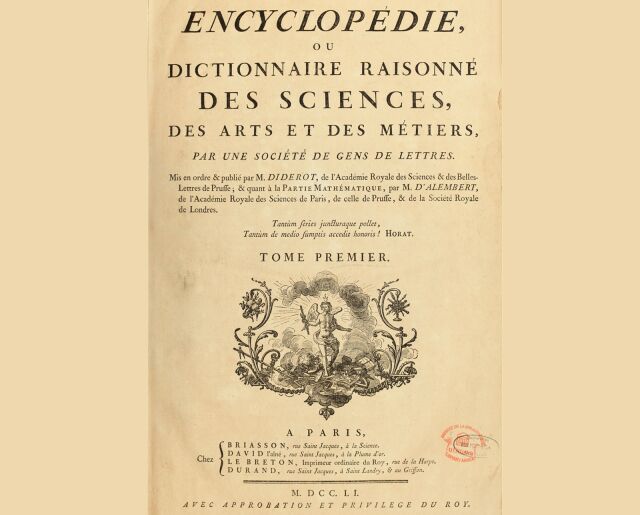 ENCYCLOPÉDIE,
OU
DICTIONNAIRE RAISONNÉ
DES SCIENCES,
DES ARTS ET DES MÉTIERS,
PAR UNE SOCIÉTÉ DE GENS DE LETTRES.
Mis en ordre & publié par M. DIDEROT, de l'Académie Royale des Sciences & des Belles-
Lettres de Prusse; & quant à la PARTIE MATHÉMATIQUE, par M. D'ALEMBERT,
de l'Académie Royale des Sciences de Paris, de celle de Prusse, & de la Société Royale
de Londres.
Tantùm series juncturaque pollet,
Tantùm de medio sumptis accedit honoris! HORAT.
TOME PREMIER.
A PARIS,
Chez
BRIASSON, rue Saint Jacques, à la Science.
DAVID l'aîné, rue Saint Jacques, à la Plume d'or.
LE BRETON, Imprimeur ordinaire du Roy, rue de la Harpe.
DURAND, rue Saint Jacques, à Saint Landry, & au Griffon.
M. DCC. LI.
AVEC APPROBATION ET PRIVILEGE DU ROY.